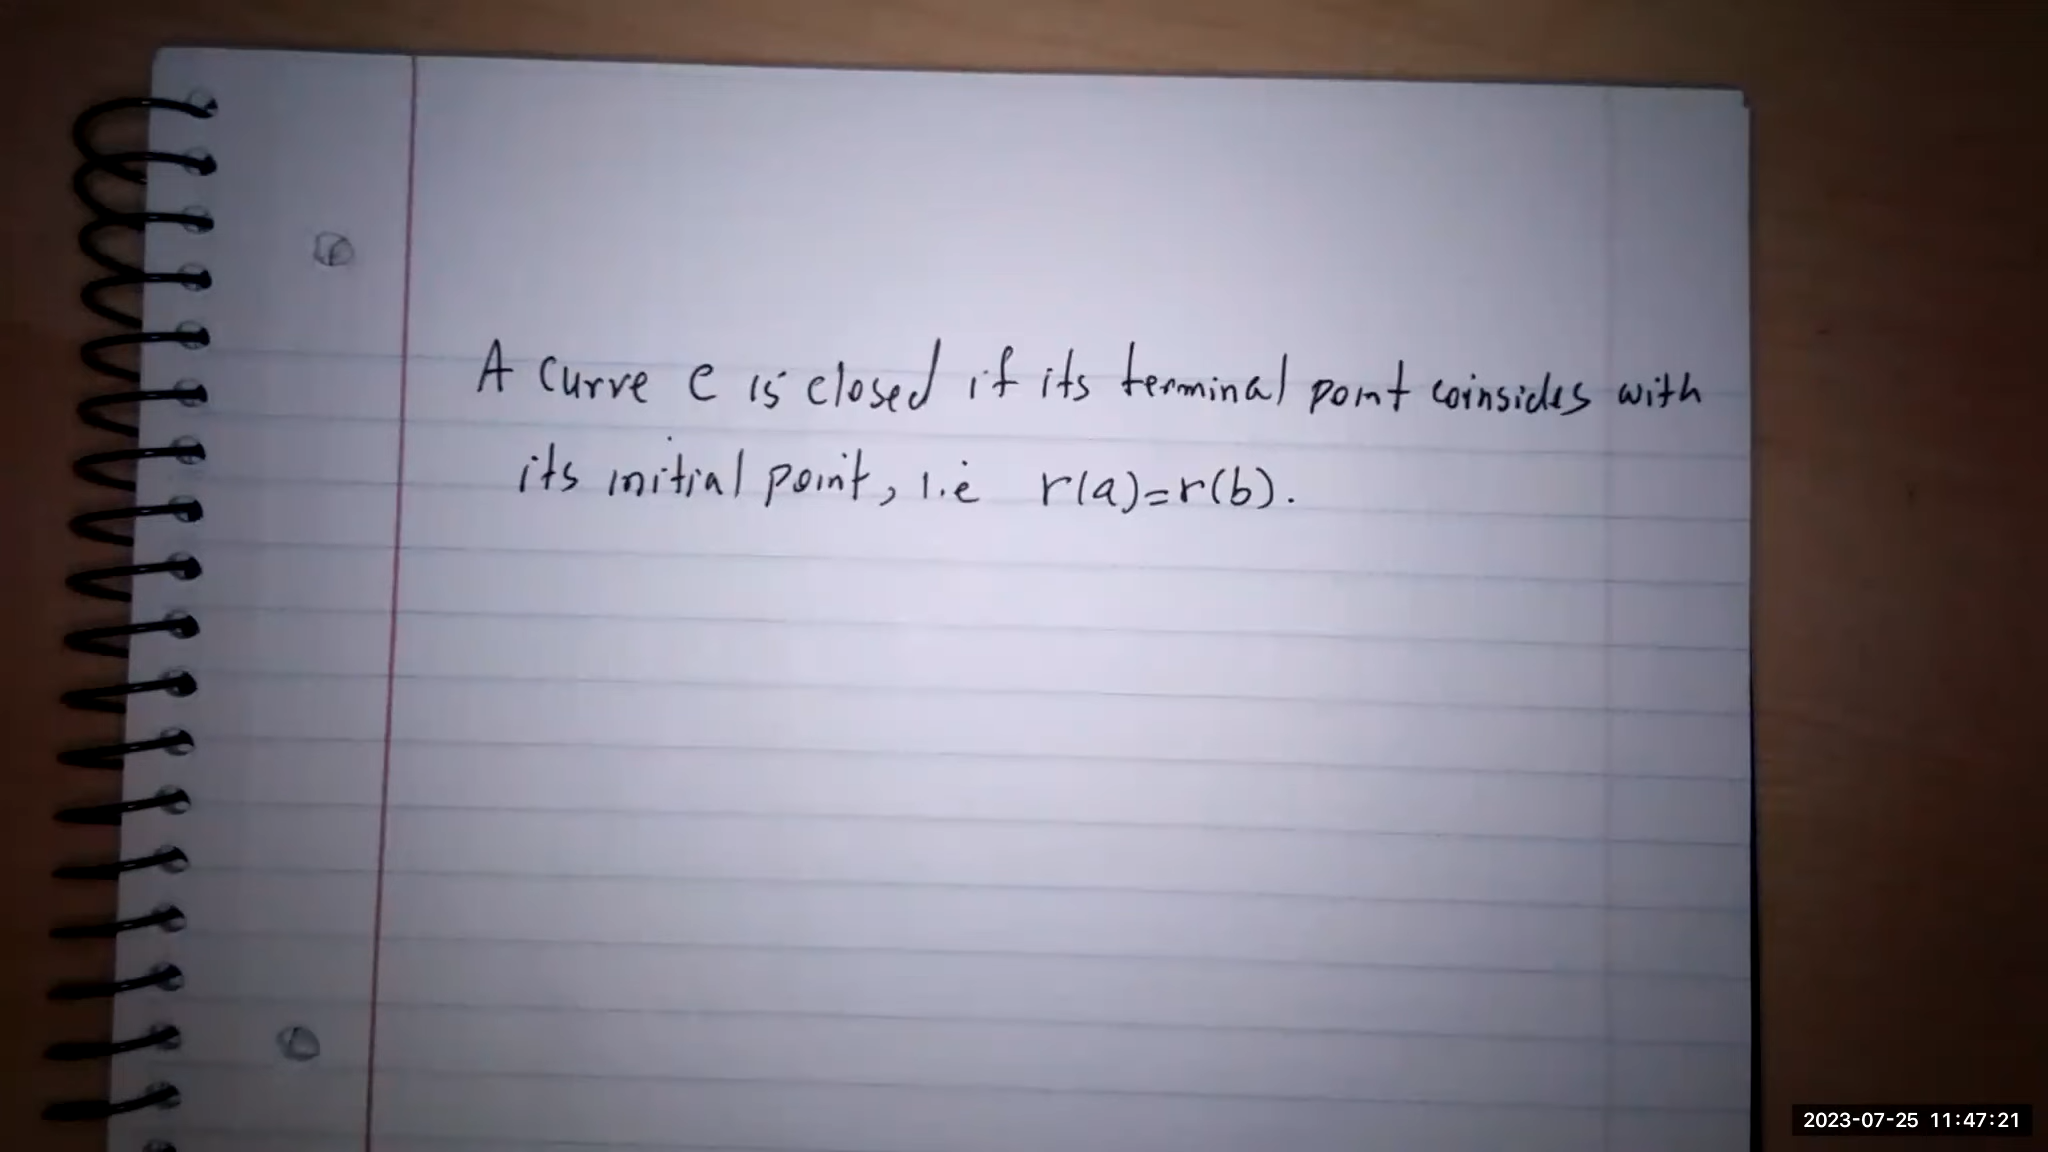 A curve C is closed if its terminal point coinsides with
its initial point, i.e r(a)=r(b).
2023-07-25 11:47:21